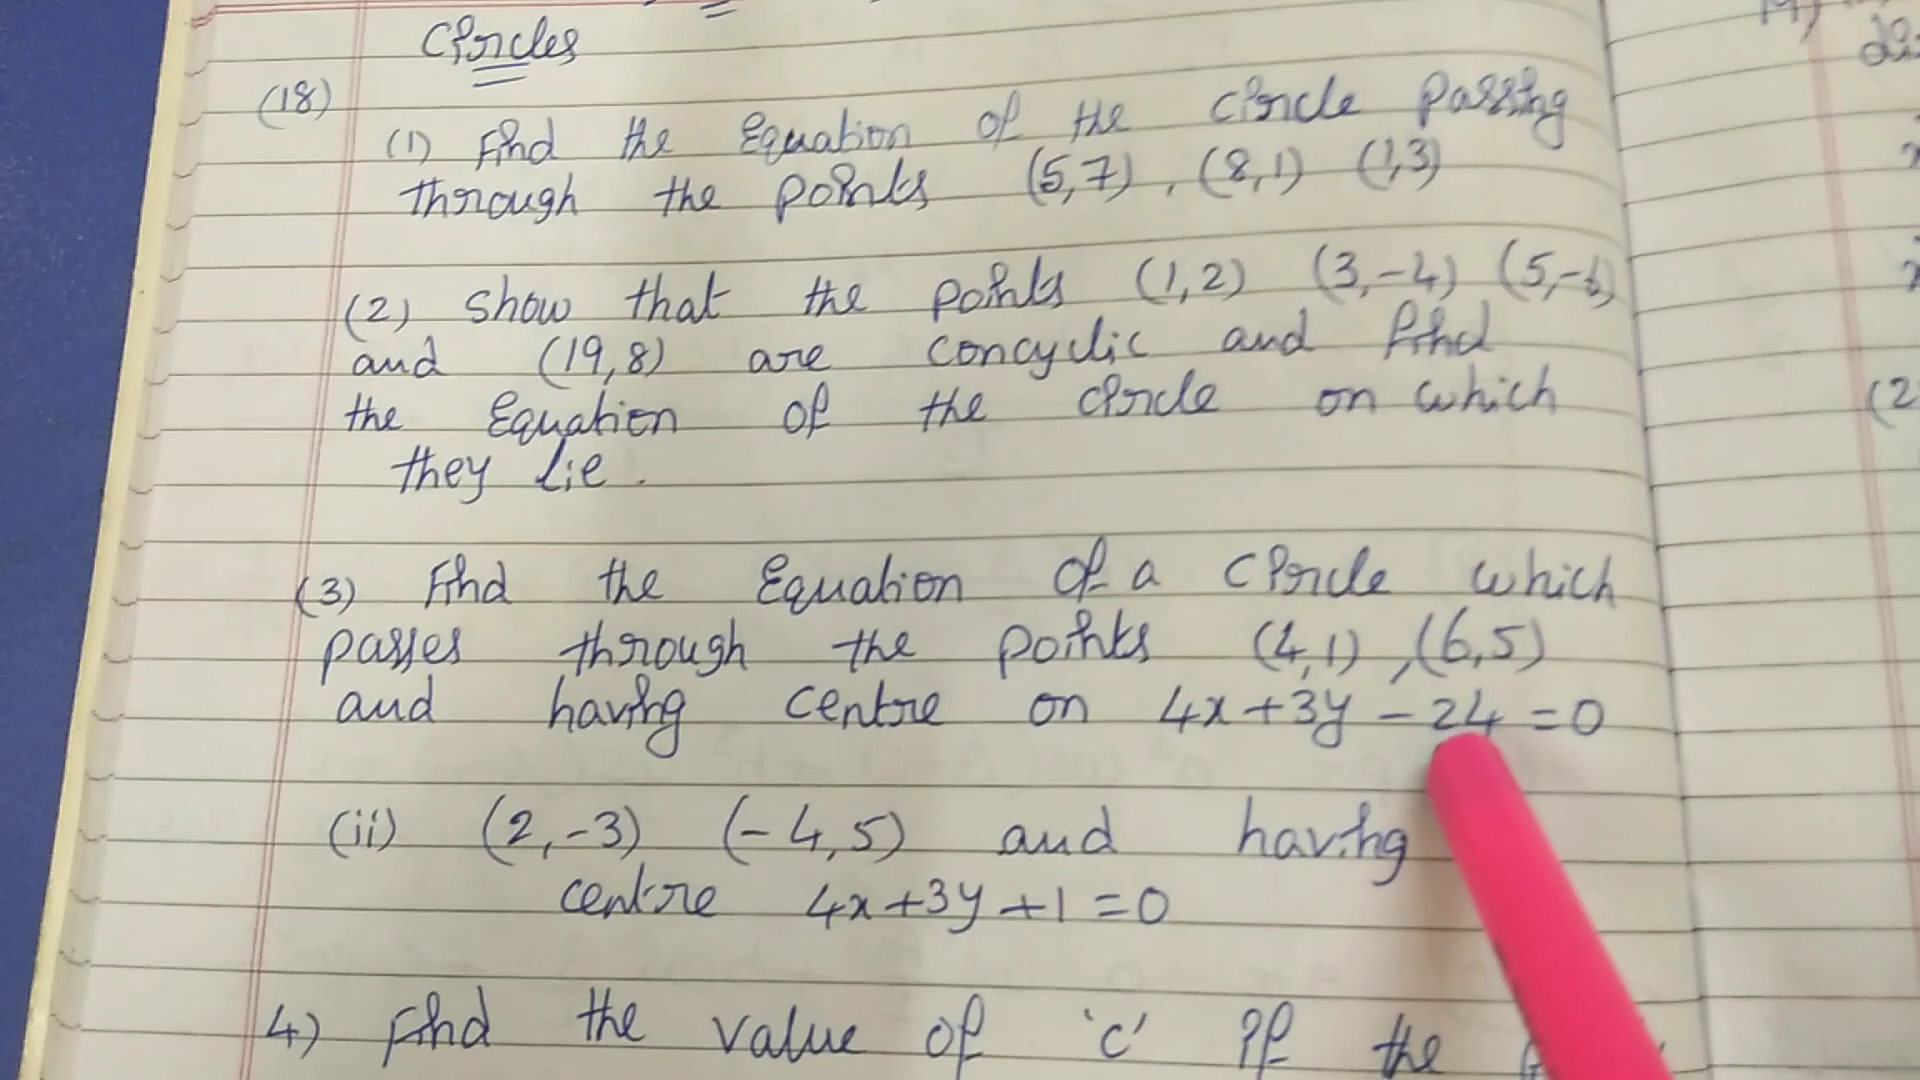 Circles
(18)
(1) Find the Equation of the circle passing
through the points (5,7), (8,1) (1,3)
(2) show that the points (1,2) (3,-4) (5,-6)
and (19,8) are concyclic and find
the Equation of the circle on which
they lie.
(3) Find the Equation of a circle which
passes through the points (4,1), (6,5)
and having centre on 4x+3y-24=0
(ii) (2,-3) (-4,5) and having
centre 4x+3y+1=0
4) Find the value of 'c' if the
(2